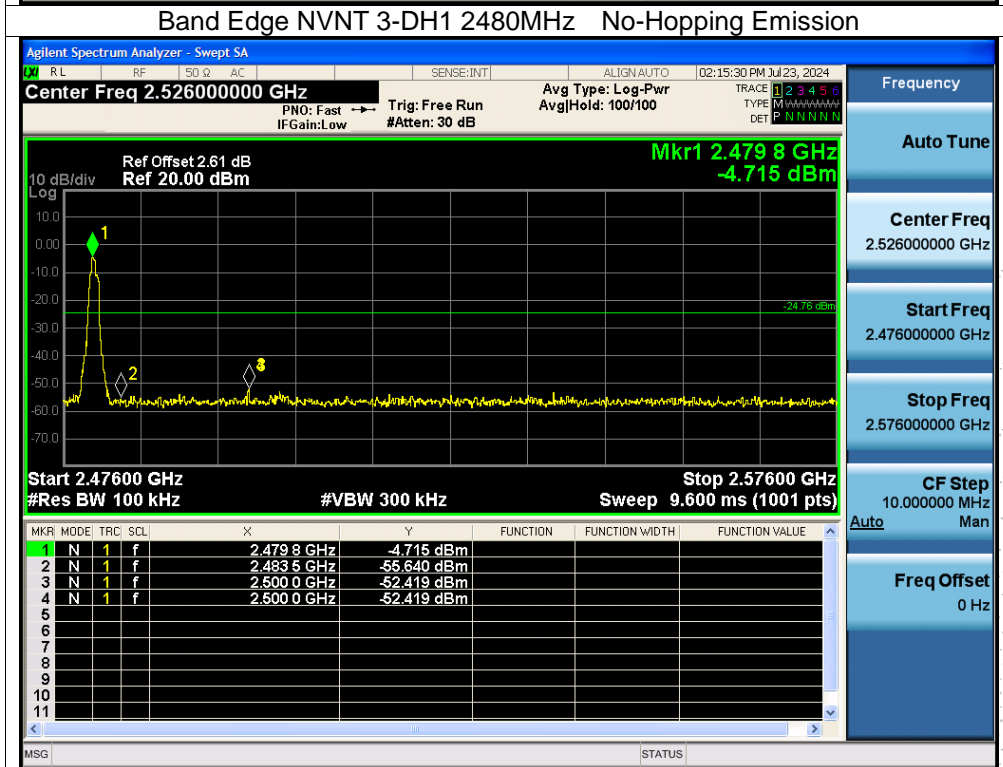 Band Edge NVNT 3-DH1 2480MHz No-Hopping Emission
Agilent Spectrum Analyzer - Swept SA
LXI RL RF 50 Ω AC SENSE:INT ALIGN AUTO 02:15:30 PM Jul 23, 2024
Center Freq 2.526000000 GHz
PNO: Fast
IFGain:Low
Trig: Free Run
#Atten: 30 dB
Avg Type: Log-Pwr
Avg|Hold: 100/100
TRACE 1 2 3 4 5 6
TYPE MWWWWW
DET P N N N N N
Frequency
Auto Tune
Center Freq
2.526000000 GHz
Start Freq
2.476000000 GHz
Stop Freq
2.576000000 GHz
CF Step
10.000000 MHz
Auto Man
Freq Offset
0 Hz
Mkr1 2.479 8 GHz
-4.715 dBm
Ref Offset 2.61 dB
10 dB/div Ref 20.00 dBm
Log
10.0
0.00
-10.0
-20.0
-30.0
-40.0
-50.0
-60.0
-70.0
1
2
-24.76 dBm
Start 2.47600 GHz Stop 2.57600 GHz
#Res BW 100 kHz #VBW 300 kHz Sweep 9.600 ms (1001 pts)
MKR MODE TRC SCL X Y FUNCTION FUNCTION WIDTH FUNCTION VALUE
1 N 1 f 2.479 8 GHz -4.715 dBm
2 N 1 f 2.483 5 GHz -55.640 dBm
3 N 1 f 2.500 0 GHz -52.419 dBm
4 N 1 f 2.500 0 GHz -52.419 dBm
5
6
7
8
9
10
11
MSG STATUS